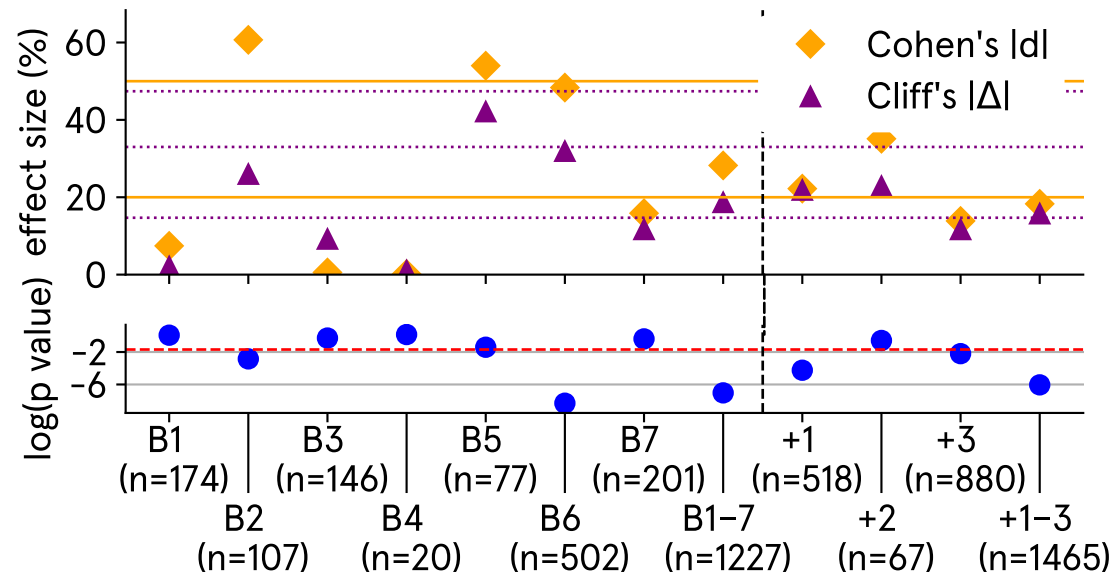 effect size (%)
60
40
20
0
Cohen's |d|
Cliff's |Δ|
log(p value)
−2
−6
B1
(n=174)
B2
(n=107)
B3
(n=146)
B4
(n=20)
B5
(n=77)
B6
(n=502)
B7
(n=201)
B1−7
(n=1227)
+1
(n=518)
+2
(n=67)
+3
(n=880)
+1−3
(n=1465)